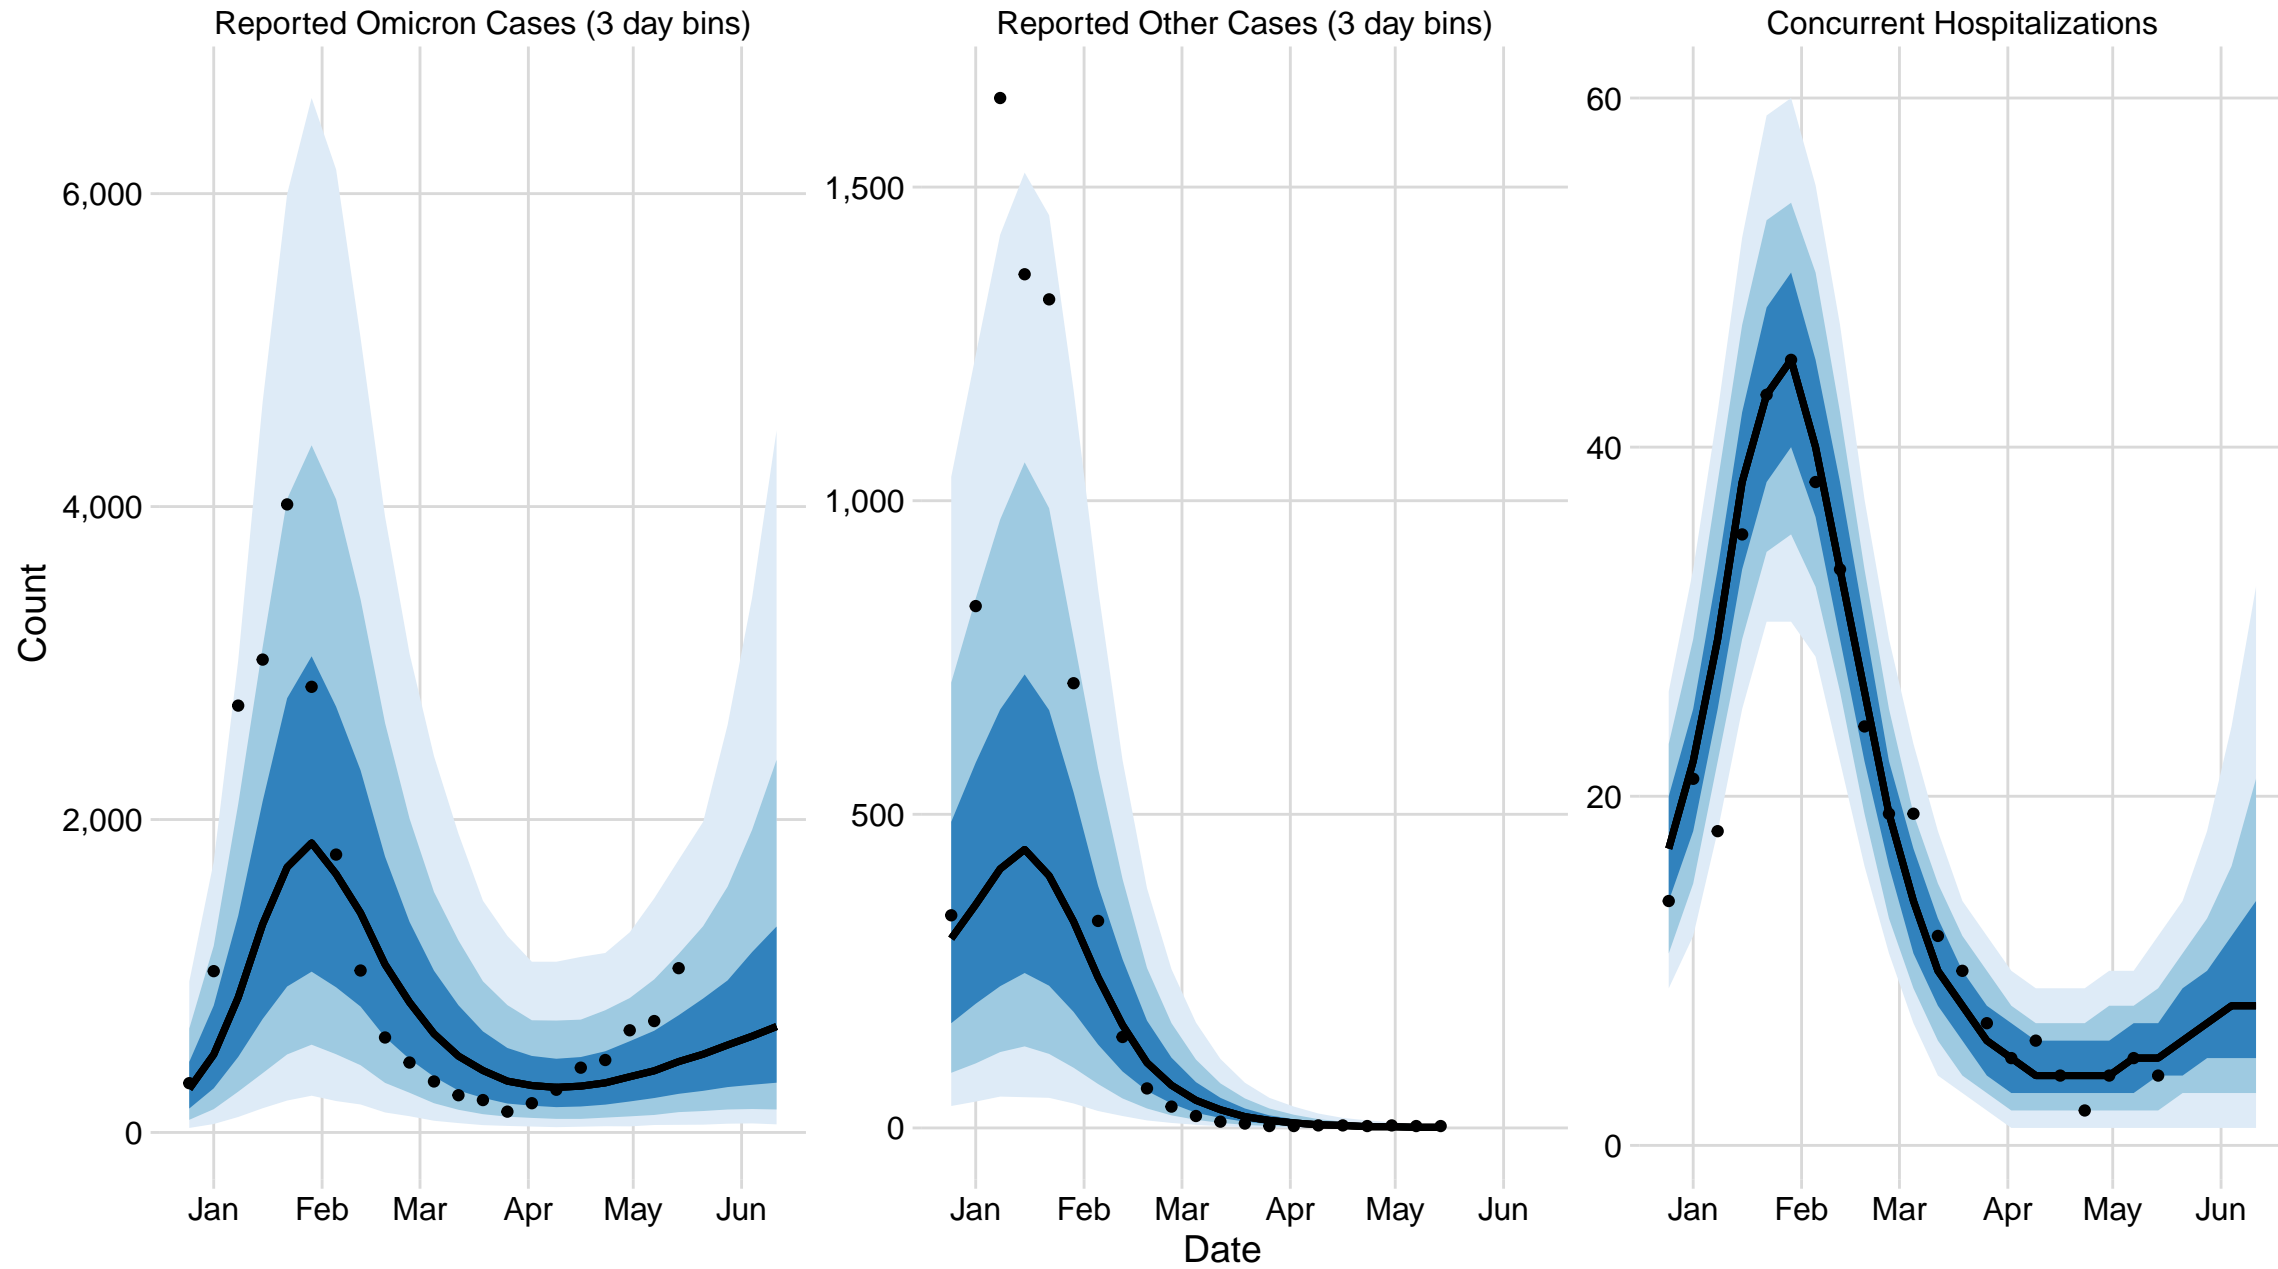 Reported Omicron Cases (3 day bins)
Reported Other Cases (3 day bins)
Concurrent Hospitalizations
Count
6,000
4,000
2,000
0
1,500
1,000
500
0
60
40
20
0
Jan Feb Mar Apr May Jun
Jan Feb Mar Apr May Jun
Jan Feb Mar Apr May Jun
Date